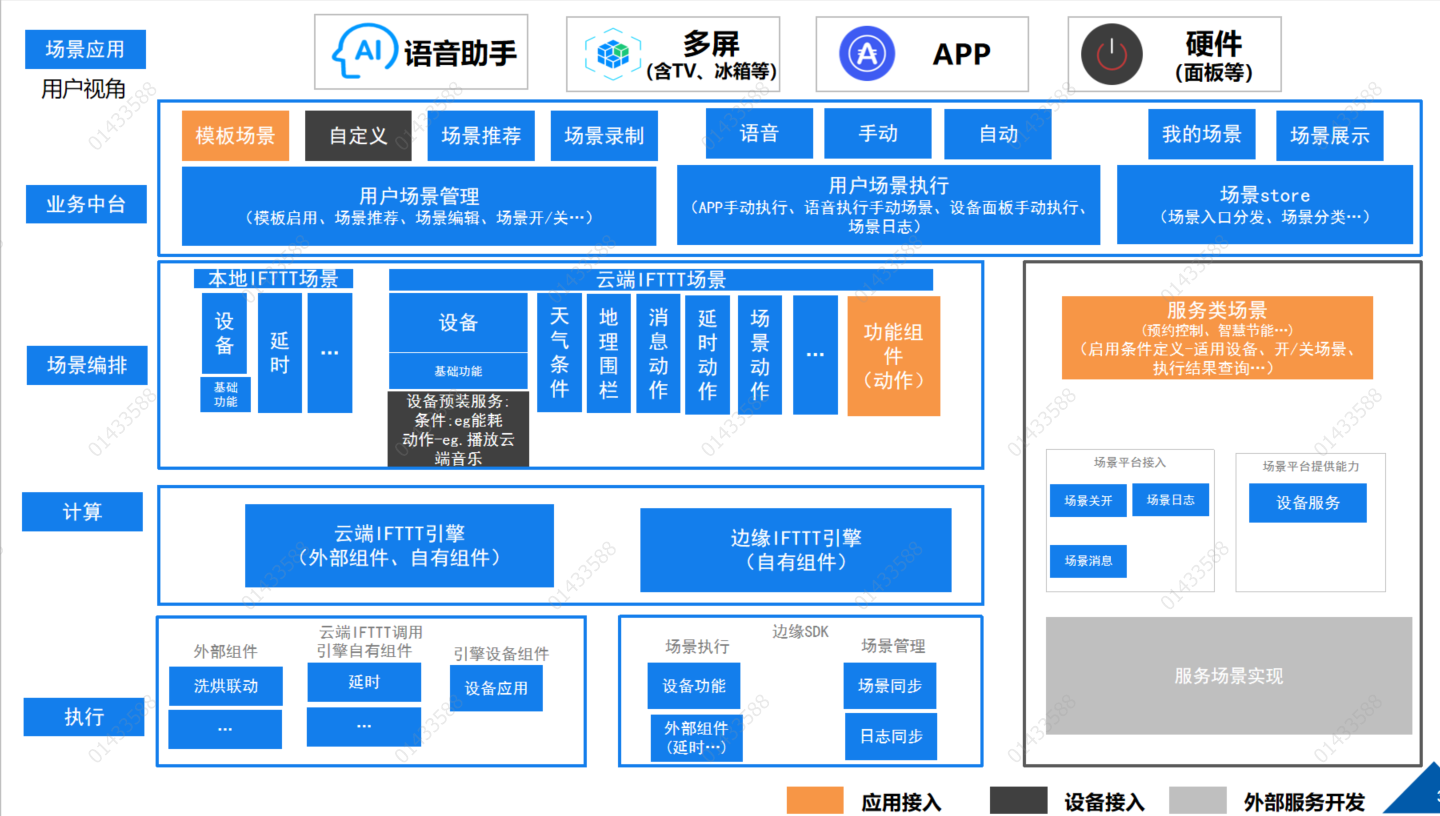 场景应用
用户视角
AI
语音助手
多屏
(含TV、冰箱等)
APP
硬件
(面板等)
业务中台
模板场景
自定义
场景推荐
场景录制
语音
手动
自动
我的场景
场景展示
用户场景管理
（模板启用、场景推荐、场景编辑、场景开/关…）
用户场景执行
（APP手动执行、语音执行手动场景、设备面板手动执行、
场景日志）
场景store
（场景入口分发、场景分类…）
场景编排
本地IFTTT场景
设备
基础
功能
延时
…
云端IFTTT场景
设备
基础功能
设备预装服务:
条件:eg能耗
动作-eg.播放云
端音乐
天气条件
地理围栏
消息动作
延时动作
场景动作
…
功能组
件
（动作）
服务类场景
（预约控制、智慧节能…）
（启用条件定义-适用设备、开/关场景、
执行结果查询…）
场景平台接入
场景关开
场景日志
场景消息
场景平台提供能力
设备服务
服务场景实现
计算
云端IFTTT引擎
（外部组件、自有组件）
边缘IFTTT引擎
（自有组件）
执行
云端IFTTT调用
外部组件
引擎自有组件
引擎设备组件
洗烘联动
…
延时
…
设备应用
边缘SDK
场景执行
场景管理
设备功能
外部组件
（延时…）
场景同步
日志同步
应用接入
设备接入
外部服务开发
01433588